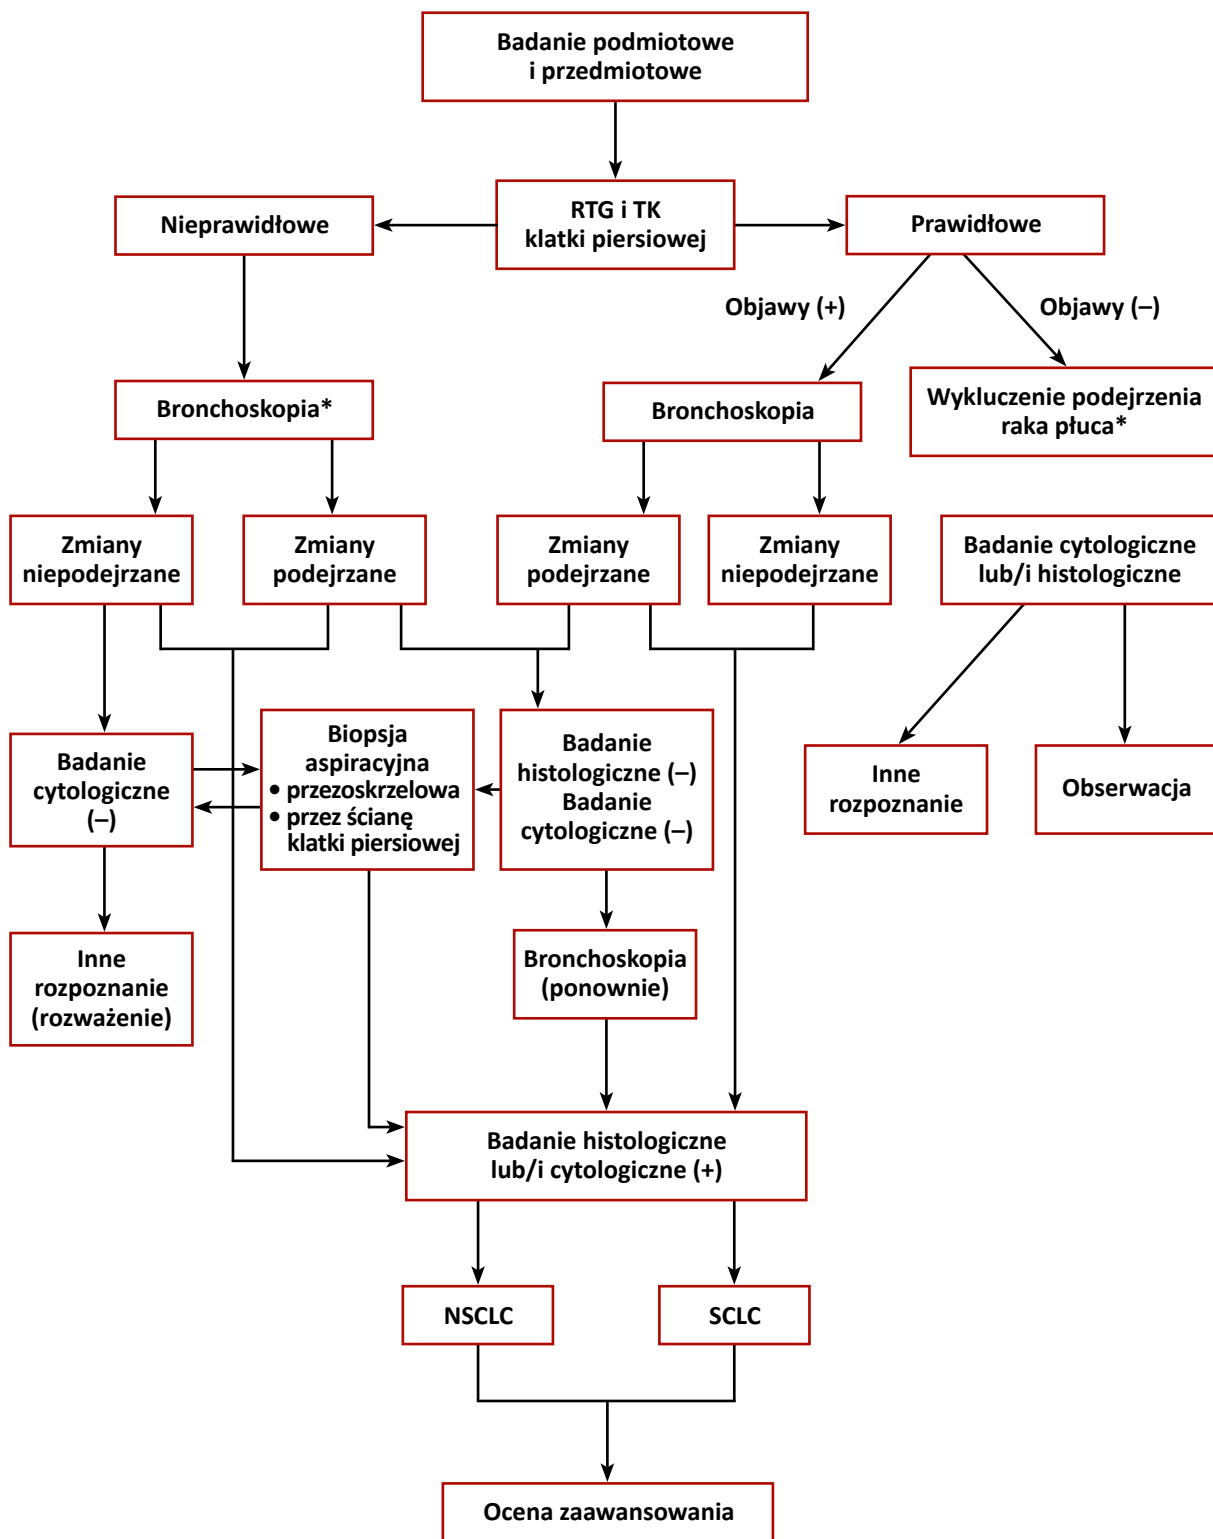 Badanie podmiotowe
i przedmiotowe
Nieprawidłowe
RTG i TK
klatki piersiowej
Prawidłowe
Objawy (+)
Objawy (–)
Bronchoskopia*
Bronchoskopia
Wykluczenie podejrzenia
raka płuca*
Zmiany
niepodejrzane
Zmiany
podejrzane
Zmiany
podejrzane
Zmiany
niepodejrzane
Badanie cytologiczne
lub/i histologiczne
Badanie
cytologiczne
(–)
Biopsja
aspiracyjna
• przezoskrzelowa
• przez ścianę
klatki piersiowej
Badanie
histologiczne (–)
Badanie
cytologiczne (–)
Inne
rozpoznanie
Obserwacja
Inne
rozpoznanie
(rozważenie)
Bronchoskopia
(ponownie)
Badanie histologiczne
lub/i cytologiczne (+)
NSCLC
SCLC
Ocena zaawansowania